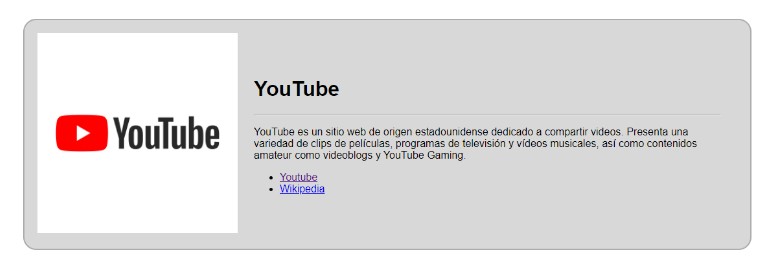 YouTube
YouTube
YouTube es un sitio web de origen estadounidense dedicado a compartir videos. Presenta una
variedad de clips de películas, programas de televisión y vídeos musicales, así como contenidos
amateur como videoblogs y YouTube Gaming.
Youtube
Wikipedia